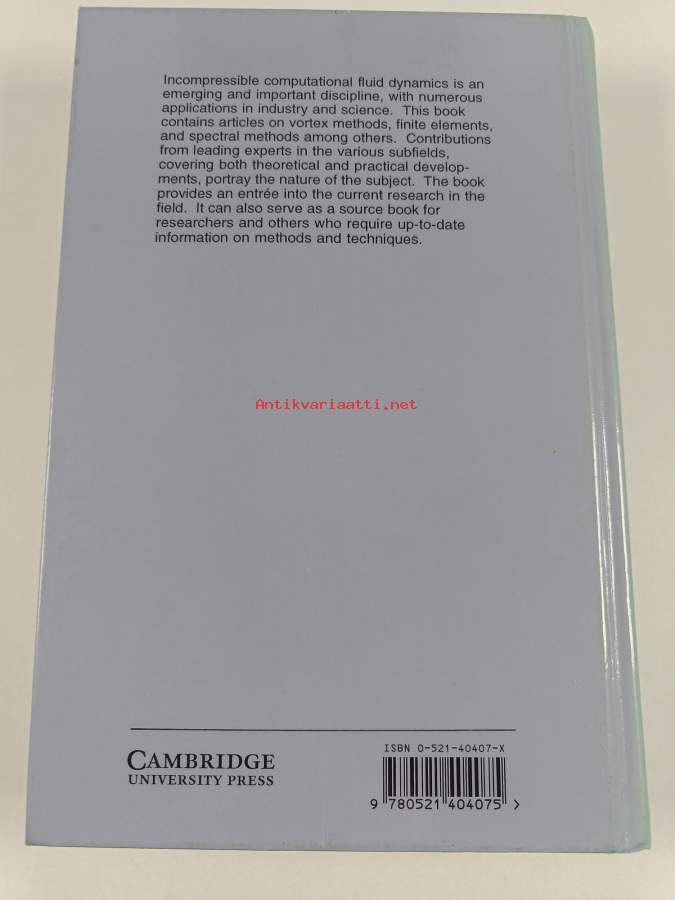 Incompressible computational fluid dynamics is an
emerging and important discipline, with numerous
applications in industry and science. This book
contains articles on vortex methods, finite elements,
and spectral methods among others. Contributions
from leading experts in the various subfields,
covering both theoretical and practical develop-
ments, portray the nature of the subject. The book
provides an entrée into the current research in the
field. It can also serve as a source book for
researchers and others who require up-to-date
information on methods and techniques.
Antikvariaatti.net
CAMBRIDGE
UNIVERSITY PRESS
ISBN 0-521-40407-X
9 780521 404075 >